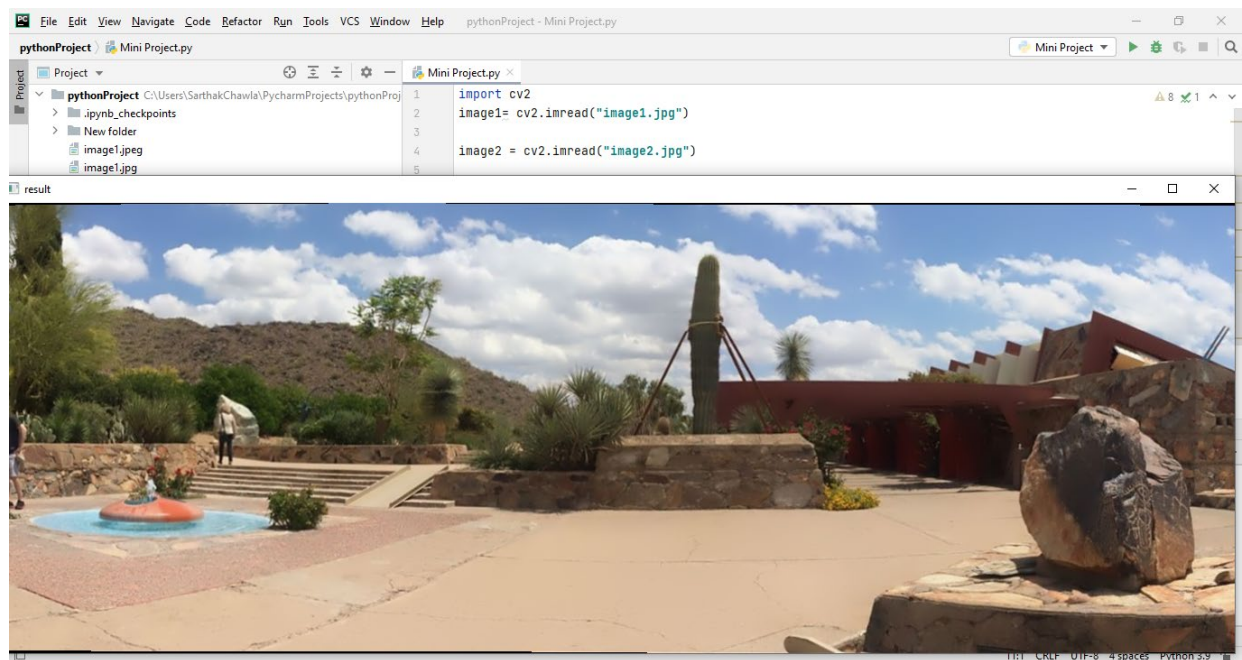 PC File Edit View Navigate Code Refactor Run Tools VCS Window Help pythonProject - Mini Project.py
pythonProject Mini Project.py Mini Project
Project Project Mini Project.py
pythonProject C:\Users\SarthakChawla\PycharmProjects\pythonProj
.ipynb_checkpoints
New folder
image1.jpeg
image1.jpg
1 import cv2 8 1
2 image1= cv2.imread("image1.jpg")
3
4 image2 = cv2.imread("image2.jpg")
5
result
11:1 CRLF UTF-8 4 spaces Python 3.9